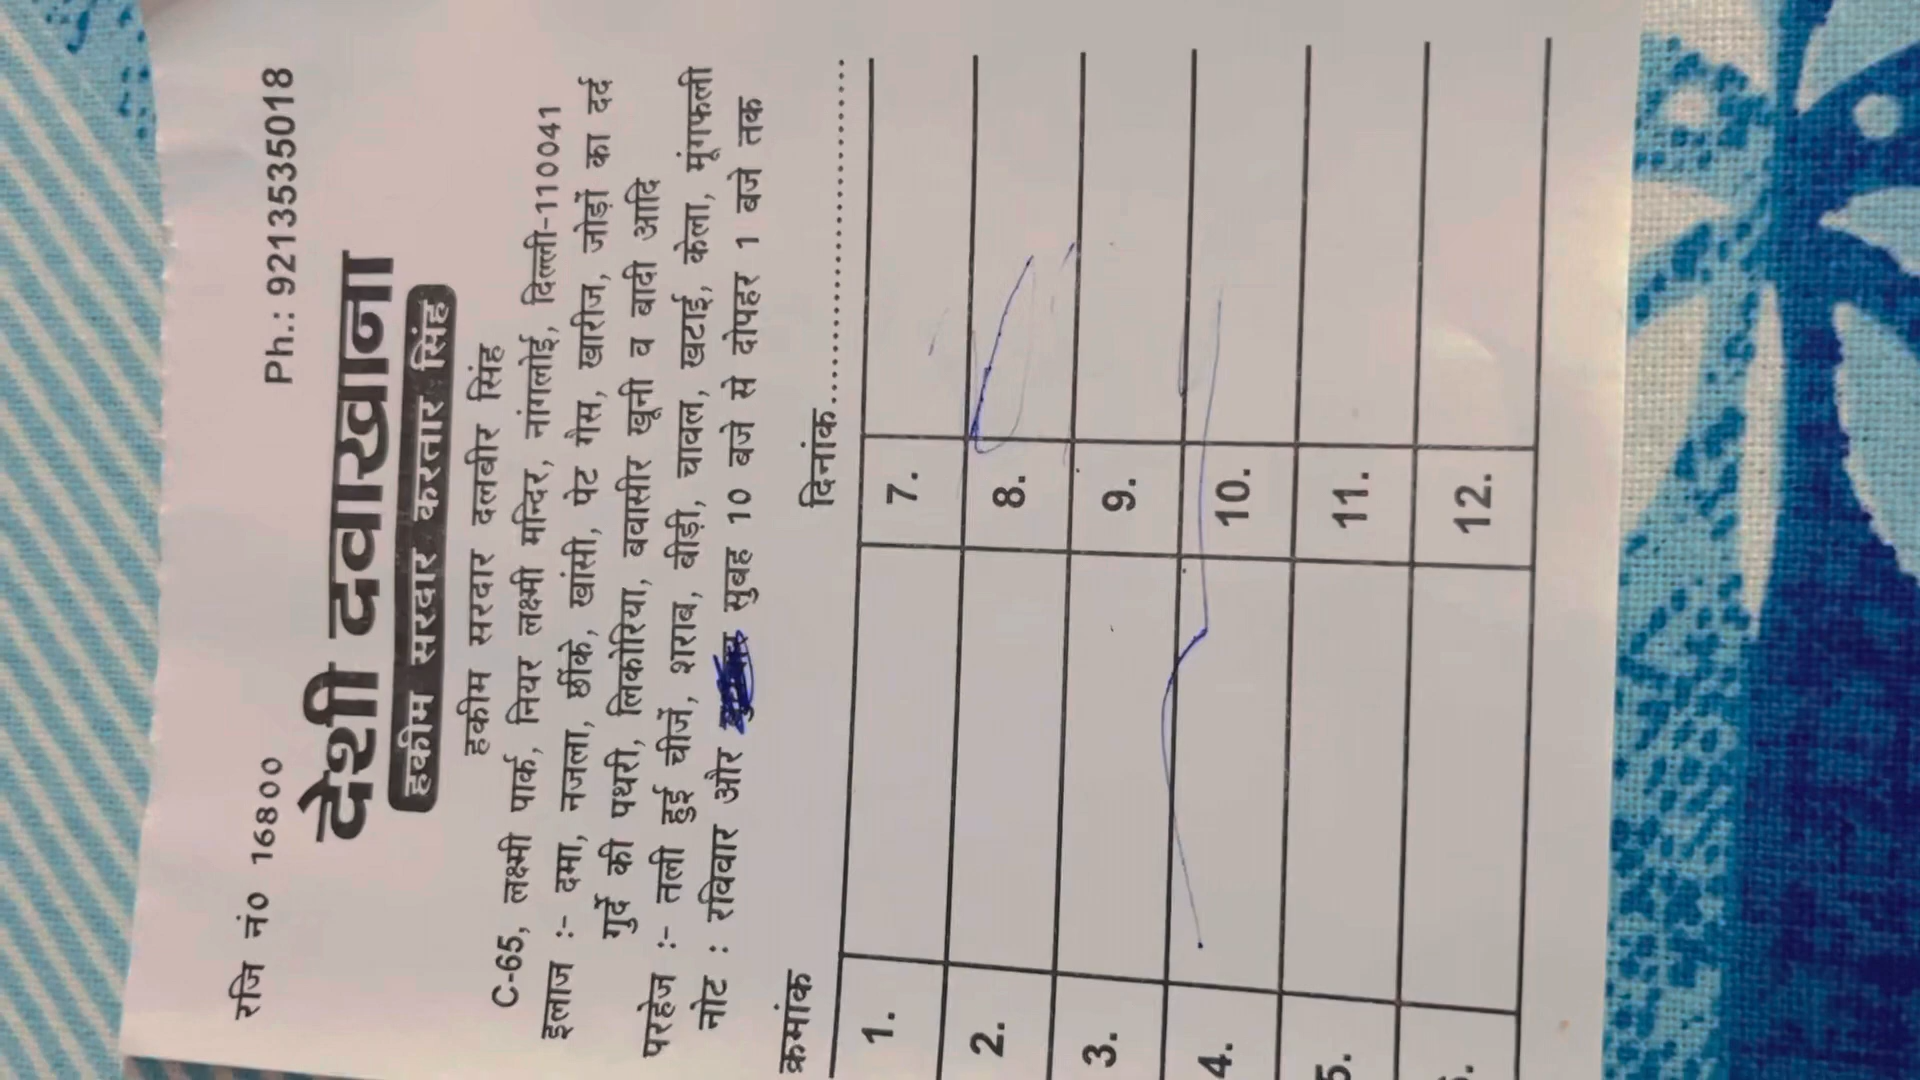 रजि नं० 16800 Ph.: 9213535018
देशी दवाखाना
हकीम सरदार करतार सिंह
हकीम सरदार दलबीर सिंह
C-65, लक्ष्मी पार्क, नियर लक्ष्मी मन्दिर, नांगलोई, दिल्ली-110041
इलाज :- दमा, नजला, छींके, खांसी, पेट गैस, खारीज, जोड़ों का दर्द
गुर्दे की पथरी, लिकोरिया, बवासीर खूनी व बादी आदि
परहेज :- तली हुई चीजें, शराब, बीड़ी, चावल, खटाई, केला, मूंगफली
नोट : रविवार और सुबह 10 बजे से दोपहर 1 बजे तक
क्रमांक दिनांक
1. 7.
2. 8.
3. 9.
4. 10.
5. 11.
12.